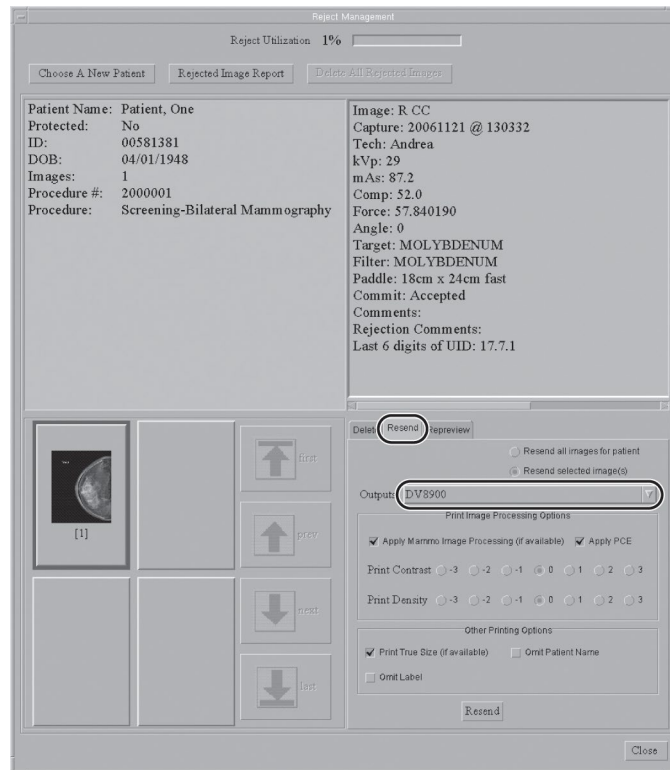 Reject Management
Reject Utilization 1%
Choose A New Patient Rejected Image Report Delete All Rejected Images
Patient Name: Patient, One
Protected: No
ID: 00581381
DOB: 04/01/1948
Images: 1
Procedure #: 2000001
Procedure: Screening-Bilateral Mammography
Image: R CC
Capture: 20061121 @ 130332
Tech: Andrea
kVp: 29
mAs: 87.2
Comp: 52.0
Force: 57.840190
Angle: 0
Target: MOLYBDENUM
Filter: MOLYBDENUM
Paddle: 18cm x 24cm fast
Commit: Accepted
Comments:
Rejection Comments:
Last 6 digits of UID: 17.7.1
[1]
first
prev
next
last
Delete Resend Repreview
Resend all images for patient
Resend selected image(s)
Outputs: DV8900
Print Image Processing Options
Apply Mammo Image Processing (if available) Apply PCE
Print Contrast -3 -2 -1 0 1 2 3
Print Density -3 -2 -1 0 1 2 3
Other Printing Options
Print True Size (if available) Omit Patient Name
Omit Label
Resend
Close